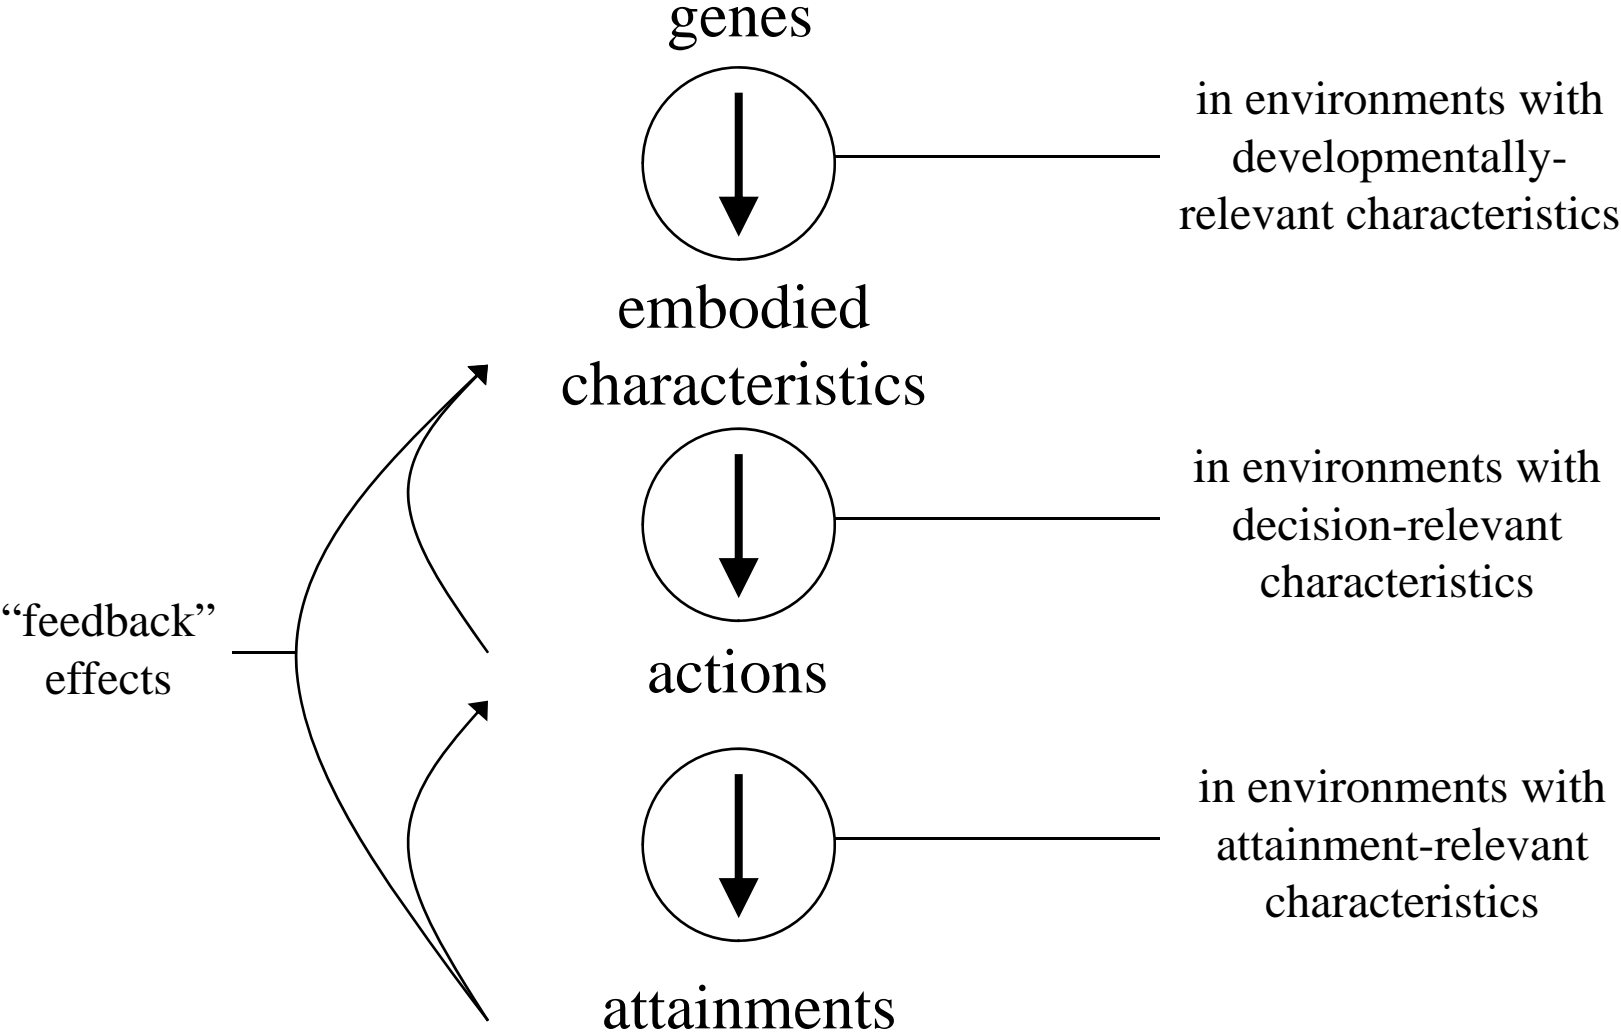 genes
in environments with
developmentally-
relevant characteristics
embodied
characteristics
in environments with
decision-relevant
characteristics
“feedback”
effects
actions
in environments with
attainment-relevant
characteristics
attainments